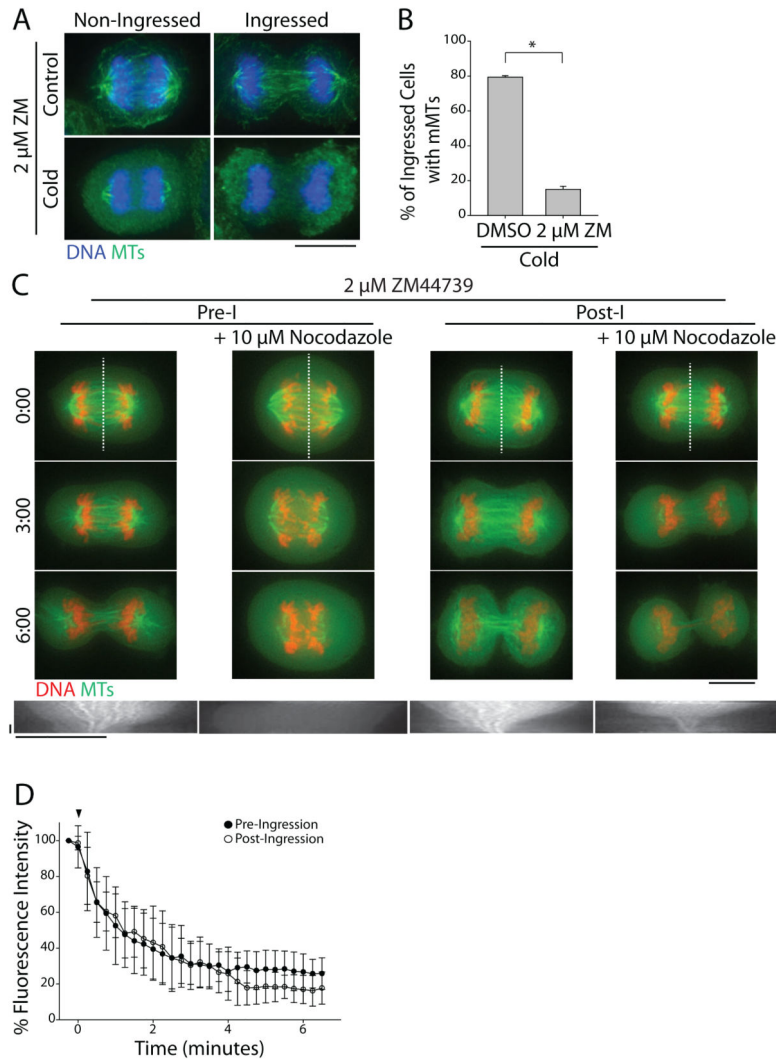 A
Non-Ingressed Ingressed
2 µM ZM
Control
Cold
DNA MTs
B
% of Ingressed Cells
with mMTs
100
80
60
40
20
0
*
DMSO 2 µM ZM
Cold
C
2 µM ZM44739
Pre-I Post-I
+ 10 µM Nocodazole + 10 µM Nocodazole
0:00
3:00
6:00
DNA MTs
D
% Fluorescence Intensity
100
80
60
40
20
0
Pre-Ingression
Post-Ingression
0 2 4 6
Time (minutes)